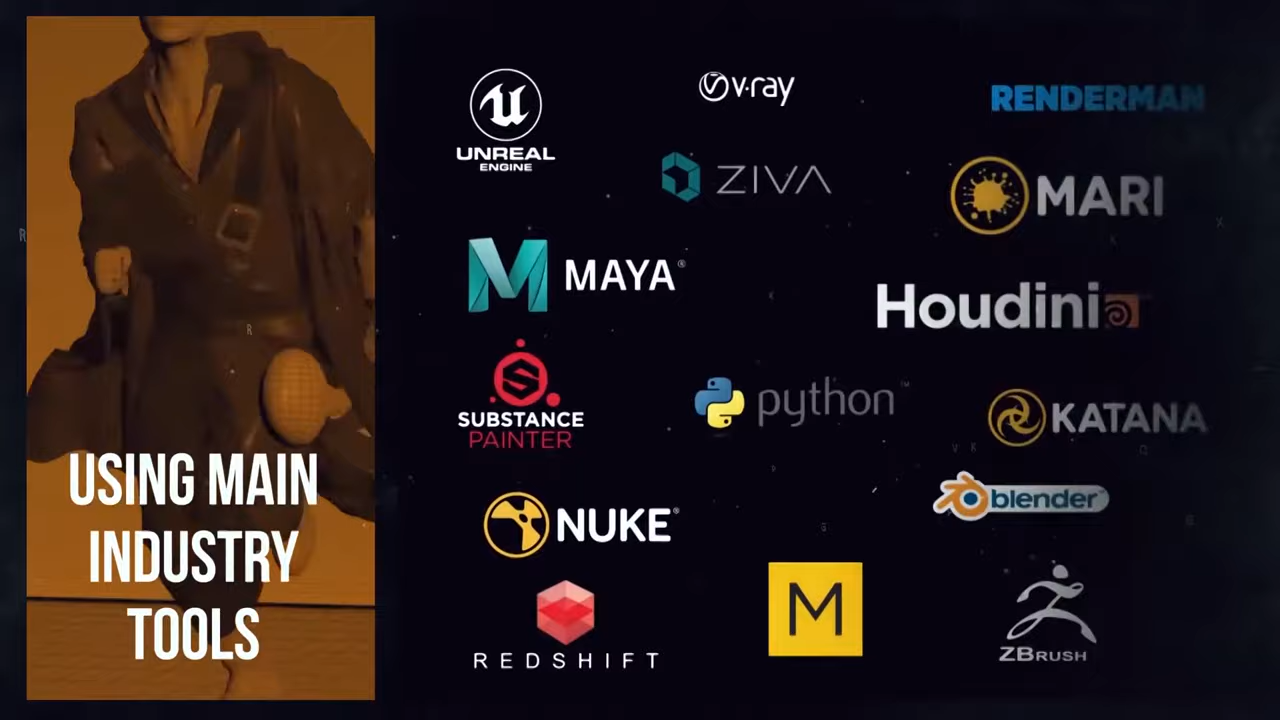 USING MAIN
INDUSTRY
TOOLS
UNREAL
ENGINE
v·ray
RENDERMAN
ZIVA
MARI
M MAYA®
Houdini
S
SUBSTANCE
PAINTER
python™
KATANA
NUKE®
blender
REDSHIFT
M
ZBRUSH